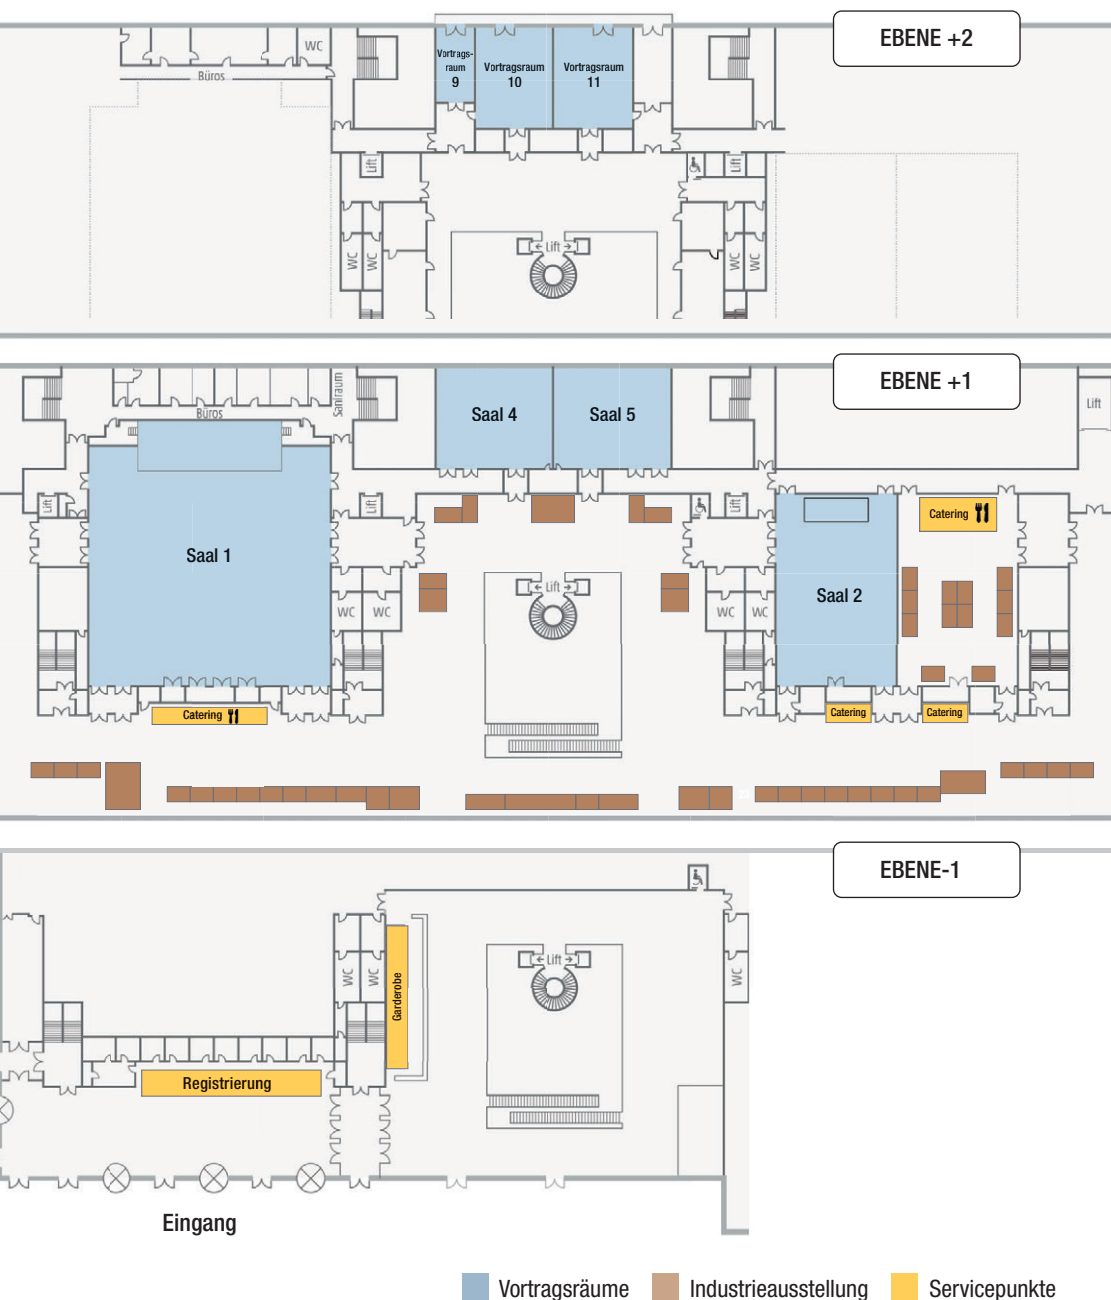 EBENE +2
WC
Büros
Vortrags-
raum
9
Vortragsraum
10
Vortragsraum
11
Lift
Lift
WC
WC
← Lift →
WC
WC
EBENE +1
Sanıraum
Büros
Saal 4
Saal 5
Lift
Lift
Lift
Lift
Catering
Saal 1
Saal 2
← Lift →
WC
WC
WC
WC
Catering
Catering
Catering
EBENE-1
← Lift →
WC
WC
WC
Garderobe
Registrierung
Eingang
Vortragsräume
Industrieausstellung
Servicepunkte